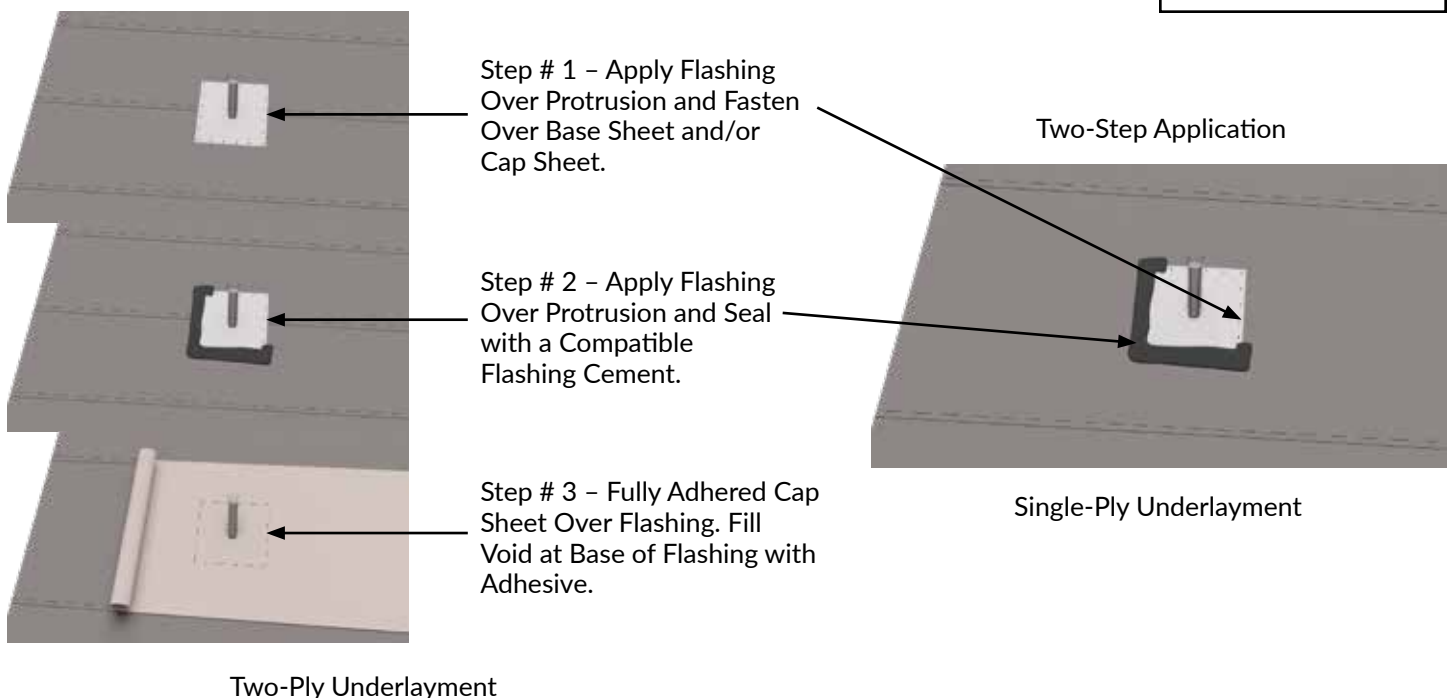 Step # 1 – Apply Flashing
Over Protrusion and Fasten
Over Base Sheet and/or
Cap Sheet.
Two-Step Application
Step # 2 – Apply Flashing
Over Protrusion and Seal
with a Compatible
Flashing Cement.
Step # 3 – Fully Adhered Cap
Sheet Over Flashing. Fill
Void at Base of Flashing with
Adhesive.
Single-Ply Underlayment
Two-Ply Underlayment